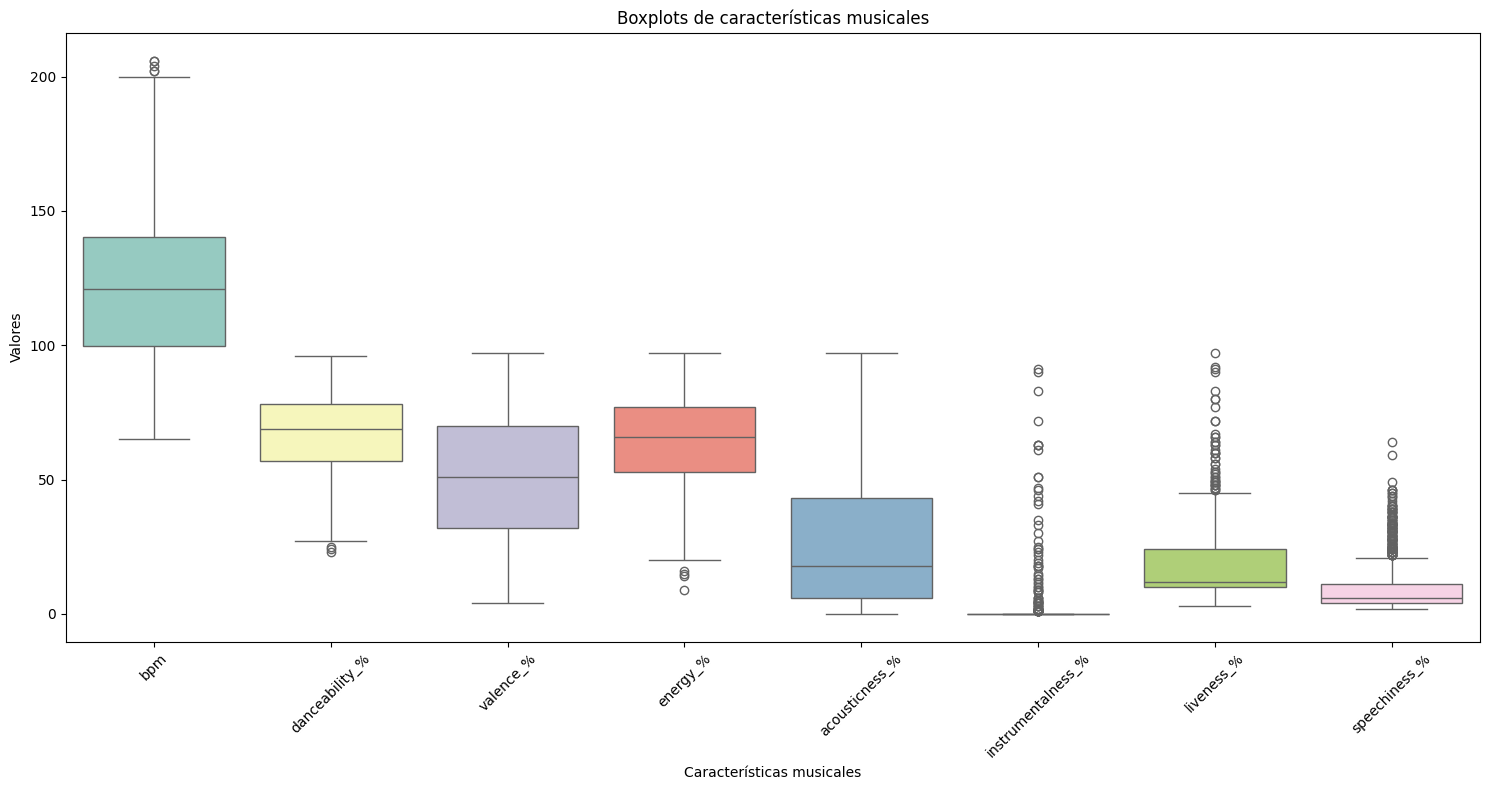 Boxplots de características musicales
Valores
200
150
100
50
0
bpm
danceability_%
valence_%
energy_%
acousticness_%
instrumentalness_%
liveness_%
speechiness_%
Características musicales